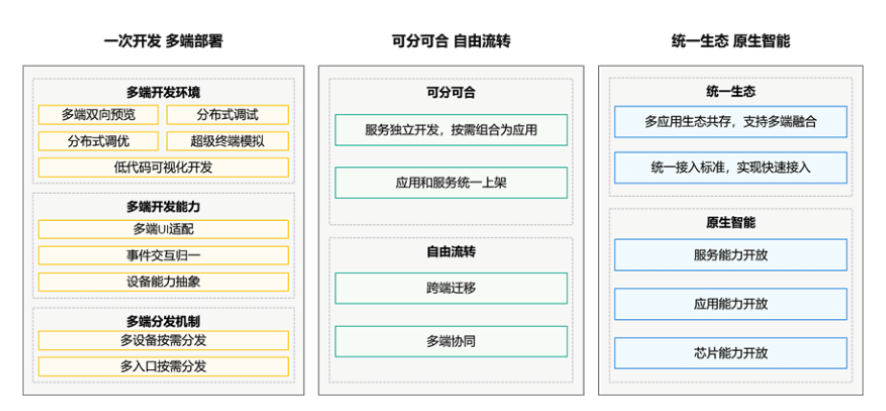 一次开发 多端部署
多端开发环境
多端双向预览
分布式调试
分布式调优
超级终端模拟
低代码可视化开发
多端开发能力
多端UI适配
事件交互归一
设备能力抽象
多端分发机制
多设备按需分发
多入口按需分发
可分可合 自由流转
可分可合
服务独立开发，按需组合为应用
应用和服务统一上架
自由流转
跨端迁移
多端协同
统一生态 原生智能
统一生态
多应用生态共存，支持多端融合
统一接入标准，实现快速接入
原生智能
服务能力开放
应用能力开放
芯片能力开放